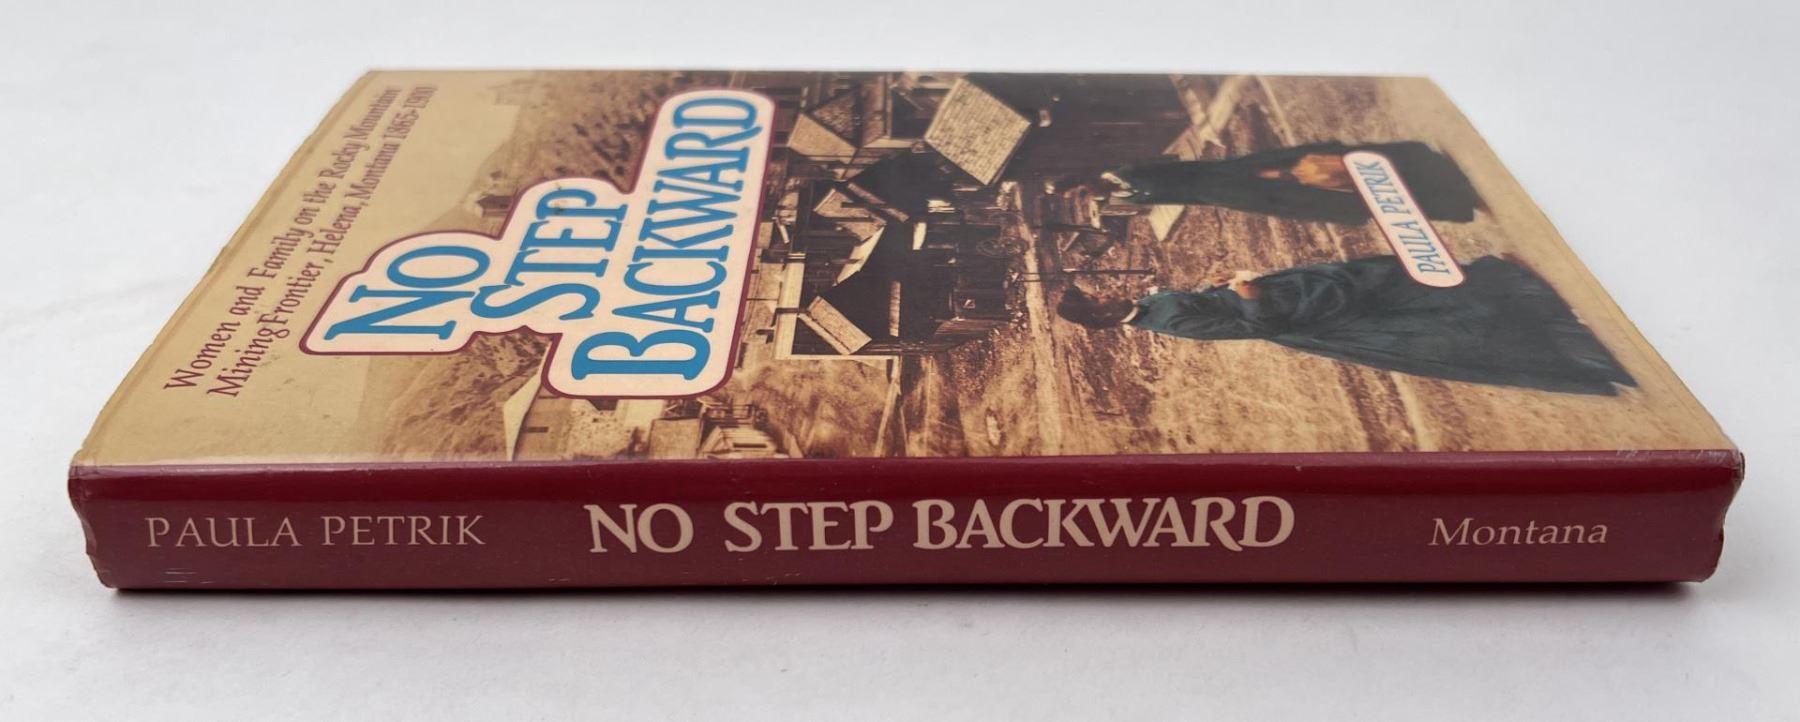 Women and Family on the Rocky Mountain
Mining Frontier, Helena, Montana 1865-1900
NO
STEP
BACKWARD
PAULA PETRIK
PAULA PETRIK NO STEP BACKWARD Montana